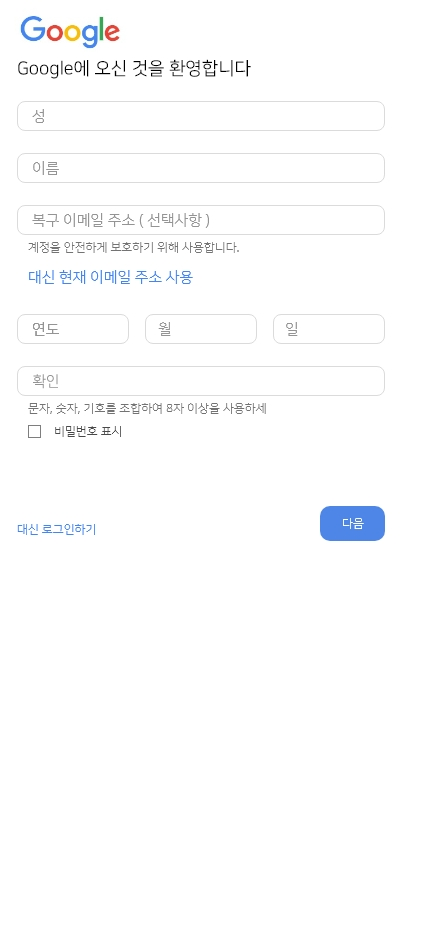 Google
Google에 오신 것을 환영합니다
성
이름
복구 이메일 주소 ( 선택사항 )
계정을 안전하게 보호하기 위해 사용합니다.
대신 현재 이메일 주소 사용
연도 월 일
확인
문자, 숫자, 기호를 조합하여 8자 이상을 사용하세
비밀번호 표시
대신 로그인하기
다음